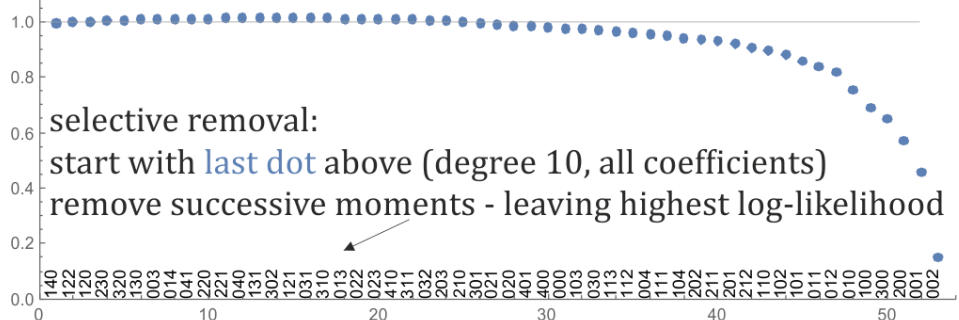 1.0
0.8
selective removal:
0.6
start with last dot above (degree 10, all coefficients)
0.4
remove successive moments - leaving highest log-likelihood
0.2
140 122 120 230 320 130 003 014 041 220 221 040 131 302 121 031 310 013 022 023 410 311 032 203 210 301 021 020 401 400 000 103 030 113 112 004 111 104 202 211 201 212 110 102 101 011 012 010 100 300 200 001 002
0.0
0 10 20 30 40 50